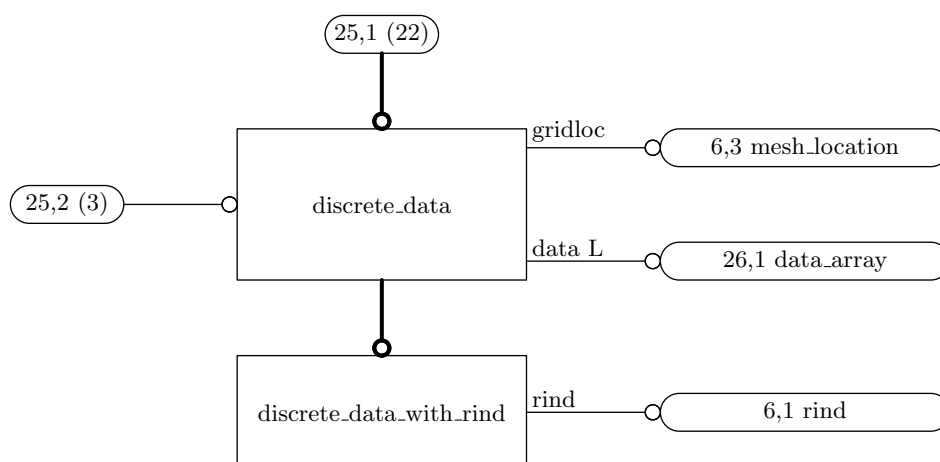 25,1 (22)
gridloc
6,3 mesh_location
25,2 (3)
discrete_data
data L
26,1 data_array
discrete_data_with_rind
rind
6,1 rind